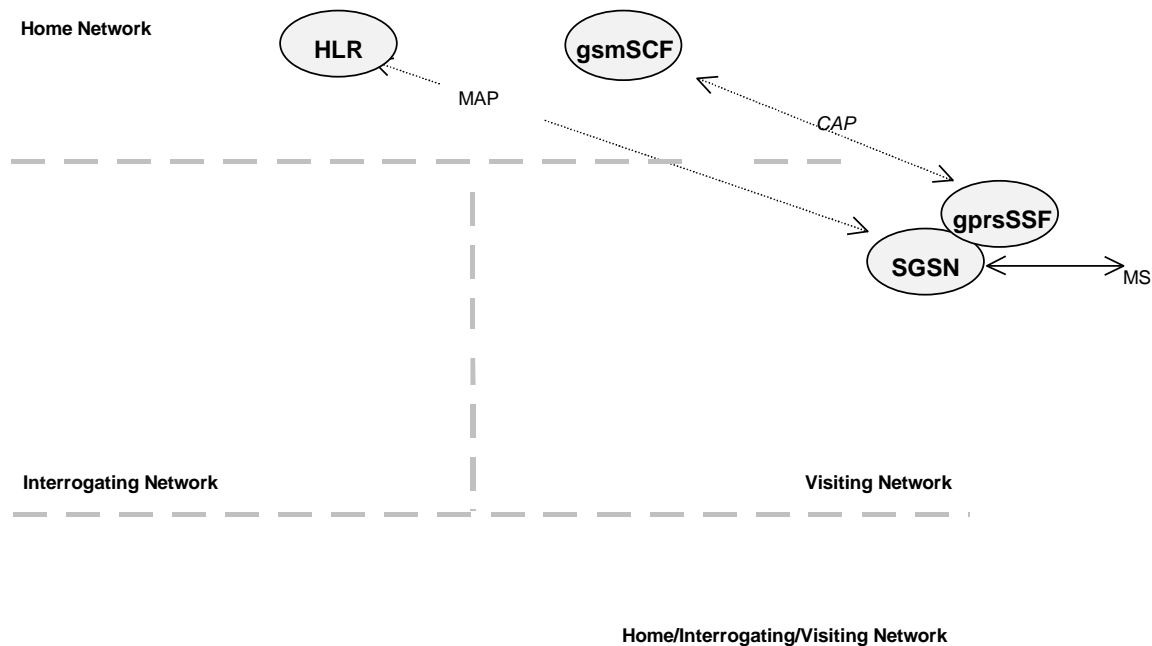 Home Network
HLR
gsmSCF
MAP
CAP
gprsSSF
SGSN
MS
Interrogating Network
Visiting Network
Home/Interrogating/Visiting Network